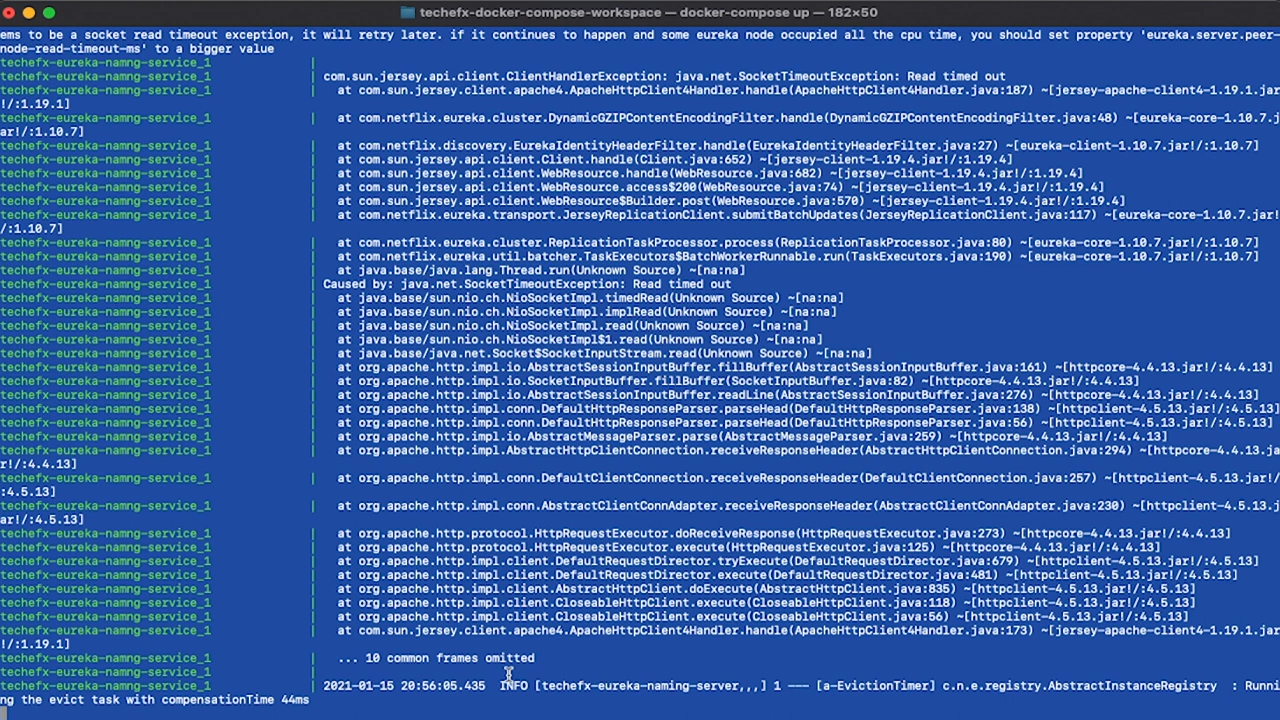 techefx-docker-compose-workspace — docker-compose up — 182×50
ems to be a socket read timeout exception, it will retry later. if it continues to happen and some eureka node occupied all the cpu time, you should set property 'eureka.server.peer-
node-read-timeout-ms' to a bigger value
techefx-eureka-namng-service_1 |
techefx-eureka-namng-service_1 | com.sun.jersey.api.client.ClientHandlerException: java.net.SocketTimeoutException: Read timed out
techefx-eureka-namng-service_1 | at com.sun.jersey.client.apache4.ApacheHttpClient4Handler.handle(ApacheHttpClient4Handler.java:187) ~[jersey-apache-client4-1.19.1.jar
!/:1.19.1]
techefx-eureka-namng-service_1 | at com.netflix.eureka.cluster.DynamicGZIPContentEncodingFilter.handle(DynamicGZIPContentEncodingFilter.java:48) ~[eureka-core-1.10.7.j
ar!/:1.10.7]
techefx-eureka-namng-service_1 | at com.netflix.discovery.EurekaIdentityHeaderFilter.handle(EurekaIdentityHeaderFilter.java:27) ~[eureka-client-1.10.7.jar!/:1.10.7]
techefx-eureka-namng-service_1 | at com.sun.jersey.api.client.Client.handle(Client.java:652) ~[jersey-client-1.19.4.jar!/:1.19.4]
techefx-eureka-namng-service_1 | at com.sun.jersey.api.client.WebResource.handle(WebResource.java:682) ~[jersey-client-1.19.4.jar!/:1.19.4]
techefx-eureka-namng-service_1 | at com.sun.jersey.api.client.WebResource.access$200(WebResource.java:74) ~[jersey-client-1.19.4.jar!/:1.19.4]
techefx-eureka-namng-service_1 | at com.sun.jersey.api.client.WebResource$Builder.post(WebResource.java:570) ~[jersey-client-1.19.4.jar!/:1.19.4]
techefx-eureka-namng-service_1 | at com.netflix.eureka.transport.JerseyReplicationClient.submitBatchUpdates(JerseyReplicationClient.java:117) ~[eureka-core-1.10.7.jar!
/:1.10.7]
techefx-eureka-namng-service_1 | at com.netflix.eureka.cluster.ReplicationTaskProcessor.process(ReplicationTaskProcessor.java:80) ~[eureka-core-1.10.7.jar!/:1.10.7]
techefx-eureka-namng-service_1 | at com.netflix.eureka.util.batcher.TaskExecutors$BatchWorkerRunnable.run(TaskExecutors.java:190) ~[eureka-core-1.10.7.jar!/:1.10.7]
techefx-eureka-namng-service_1 | at java.base/java.lang.Thread.run(Unknown Source) ~[na:na]
techefx-eureka-namng-service_1 | Caused by: java.net.SocketTimeoutException: Read timed out
techefx-eureka-namng-service_1 | at java.base/sun.nio.ch.NioSocketImpl.timedRead(Unknown Source) ~[na:na]
techefx-eureka-namng-service_1 | at java.base/sun.nio.ch.NioSocketImpl.implRead(Unknown Source) ~[na:na]
techefx-eureka-namng-service_1 | at java.base/sun.nio.ch.NioSocketImpl.read(Unknown Source) ~[na:na]
techefx-eureka-namng-service_1 | at java.base/sun.nio.ch.NioSocketImpl$1.read(Unknown Source) ~[na:na]
techefx-eureka-namng-service_1 | at java.base/java.net.Socket$SocketInputStream.read(Unknown Source) ~[na:na]
techefx-eureka-namng-service_1 | at org.apache.http.impl.io.AbstractSessionInputBuffer.fillBuffer(AbstractSessionInputBuffer.java:161) ~[httpcore-4.4.13.jar!/:4.4.13]
techefx-eureka-namng-service_1 | at org.apache.http.impl.io.SocketInputBuffer.fillBuffer(SocketInputBuffer.java:82) ~[httpcore-4.4.13.jar!/:4.4.13]
techefx-eureka-namng-service_1 | at org.apache.http.impl.io.AbstractSessionInputBuffer.readLine(AbstractSessionInputBuffer.java:276) ~[httpcore-4.4.13.jar!/:4.4.13]
techefx-eureka-namng-service_1 | at org.apache.http.impl.conn.DefaultHttpResponseParser.parseHead(DefaultHttpResponseParser.java:138) ~[httpclient-4.5.13.jar!/:4.5.13]
techefx-eureka-namng-service_1 | at org.apache.http.impl.conn.DefaultHttpResponseParser.parseHead(DefaultHttpResponseParser.java:56) ~[httpclient-4.5.13.jar!/:4.5.13]
techefx-eureka-namng-service_1 | at org.apache.http.impl.io.AbstractMessageParser.parse(AbstractMessageParser.java:259) ~[httpcore-4.4.13.jar!/:4.4.13]
techefx-eureka-namng-service_1 | at org.apache.http.impl.AbstractHttpClientConnection.receiveResponseHeader(AbstractHttpClientConnection.java:294) ~[httpcore-4.4.13.ja
r!/:4.4.13]
techefx-eureka-namng-service_1 | at org.apache.http.impl.conn.DefaultClientConnection.receiveResponseHeader(DefaultClientConnection.java:257) ~[httpclient-4.5.13.jar!/
:4.5.13]
techefx-eureka-namng-service_1 | at org.apache.http.impl.conn.AbstractClientConnAdapter.receiveResponseHeader(AbstractClientConnAdapter.java:230) ~[httpclient-4.5.13.j
ar!/:4.5.13]
techefx-eureka-namng-service_1 | at org.apache.http.protocol.HttpRequestExecutor.doReceiveResponse(HttpRequestExecutor.java:273) ~[httpcore-4.4.13.jar!/:4.4.13]
techefx-eureka-namng-service_1 | at org.apache.http.protocol.HttpRequestExecutor.execute(HttpRequestExecutor.java:125) ~[httpcore-4.4.13.jar!/:4.4.13]
techefx-eureka-namng-service_1 | at org.apache.http.impl.client.DefaultRequestDirector.tryExecute(DefaultRequestDirector.java:679) ~[httpclient-4.5.13.jar!/:4.5.13]
techefx-eureka-namng-service_1 | at org.apache.http.impl.client.DefaultRequestDirector.execute(DefaultRequestDirector.java:481) ~[httpclient-4.5.13.jar!/:4.5.13]
techefx-eureka-namng-service_1 | at org.apache.http.impl.client.AbstractHttpClient.doExecute(AbstractHttpClient.java:835) ~[httpclient-4.5.13.jar!/:4.5.13]
techefx-eureka-namng-service_1 | at org.apache.http.impl.client.CloseableHttpClient.execute(CloseableHttpClient.java:118) ~[httpclient-4.5.13.jar!/:4.5.13]
techefx-eureka-namng-service_1 | at org.apache.http.impl.client.CloseableHttpClient.execute(CloseableHttpClient.java:56) ~[httpclient-4.5.13.jar!/:4.5.13]
techefx-eureka-namng-service_1 | at com.sun.jersey.client.apache4.ApacheHttpClient4Handler.handle(ApacheHttpClient4Handler.java:173) ~[jersey-apache-client4-1.19.1.jar
!/:1.19.1]
techefx-eureka-namng-service_1 | ... 10 common frames omitted
techefx-eureka-namng-service_1 |
techefx-eureka-namng-service_1 | 2021-01-15 20:56:05.435 INFO [techefx-eureka-naming-server,,,] 1 --- [a-EvictionTimer] c.n.e.registry.AbstractInstanceRegistry : Runni
ng the evict task with compensationTime 44ms